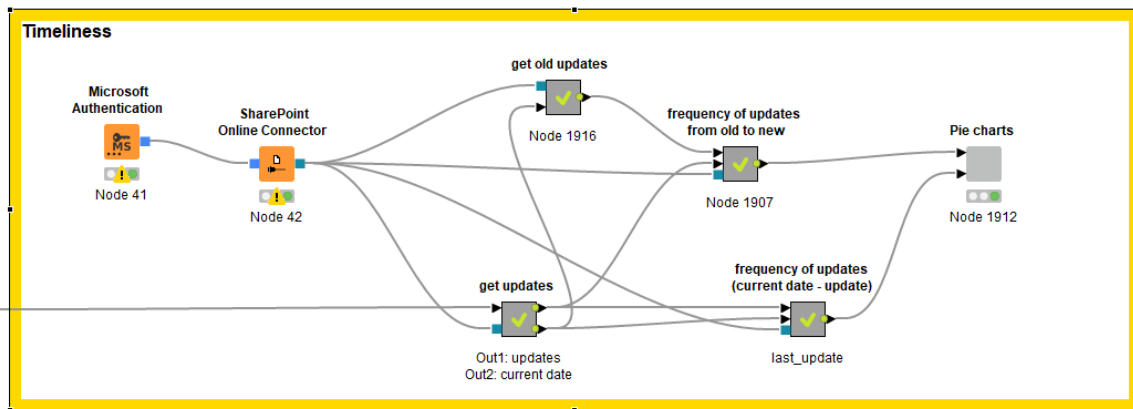 Timeliness
get old updates
Microsoft
Authentication
SharePoint
Online Connector
frequency of updates
from old to new
Pie charts
MS
Node 1916
Node 41
Node 42
Node 1907
Node 1912
get updates
frequency of updates
(current date - update)
Out1: updates
Out2: current date
last_update